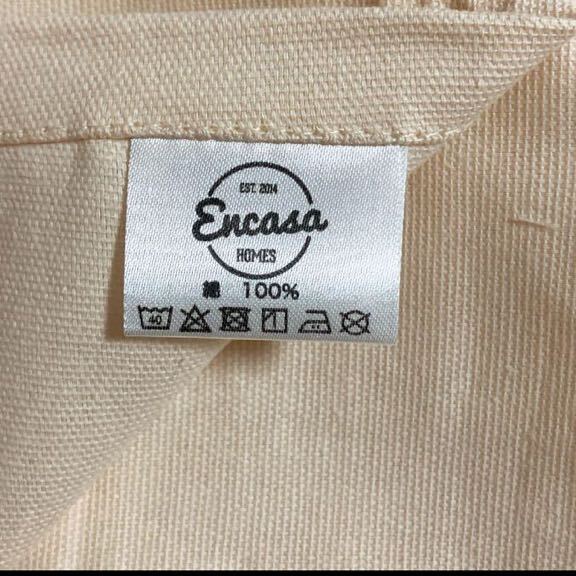 EST. 2014
Encasa
HOMES
綿 100%
40